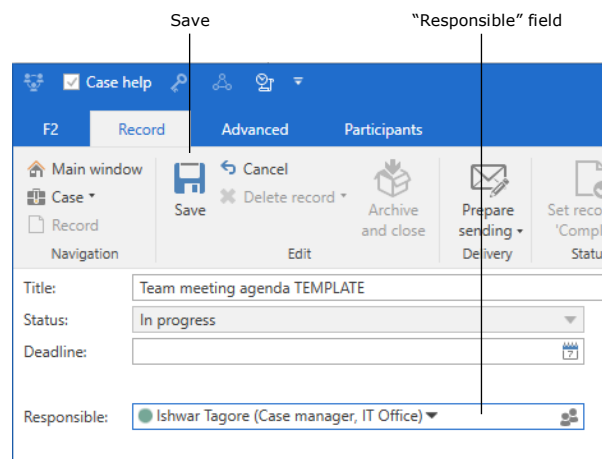 Save
“Responsible” field
Case help
F2
Record
Advanced
Participants
Main window
Case
Record
Navigation
Save
Cancel
Delete record
Archive
and close
Edit
Prepare
sending
Delivery
Set reco
'Compl
Statu
Title:
Team meeting agenda TEMPLATE
Status:
In progress
Deadline:
7
Responsible:
Ishwar Tagore (Case manager, IT Office)